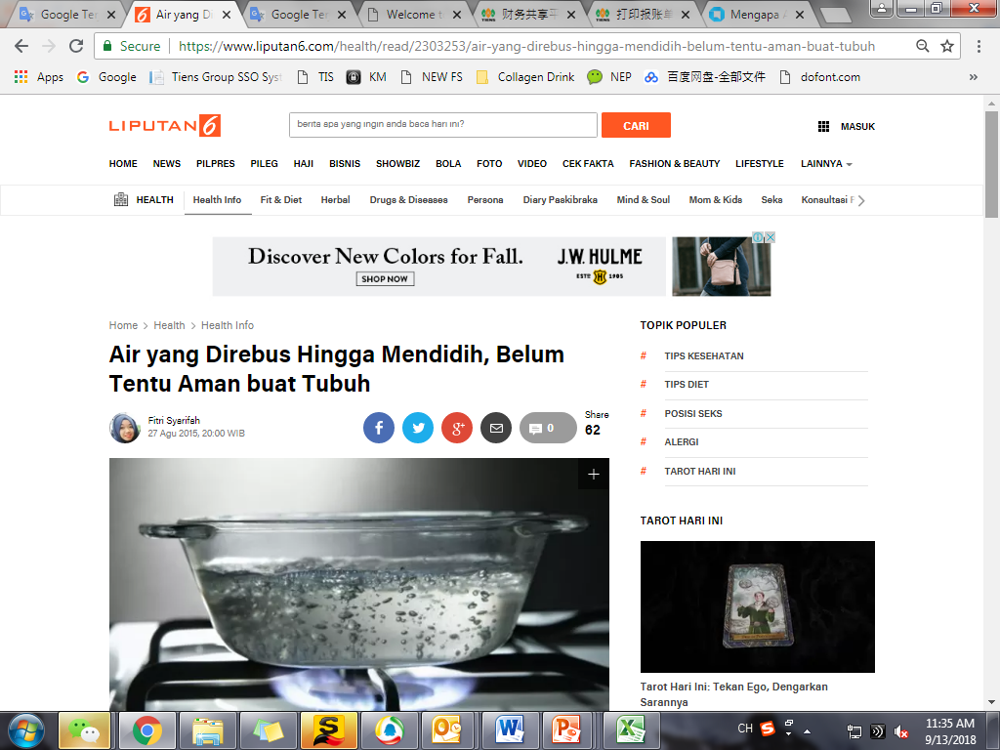 Google Te
Air yang Di
Google Te
Welcome t
财务共享平
打印报账单
Mengapa A
Secure
https://www.liputan6.com/health/read/2303253/air-yang-direbus-hingga-mendidih-belum-tentu-aman-buat-tubuh
Apps
Google
Tiens Group SSO Syst
TIS
KM
NEW FS
Collagen Drink
NEP
百度网盘-全部文件
dofont.com
»
LIPUTAN 6
berita apa yang ingin anda baca hari ini?
CARI
MASUK
HOME NEWS PILPRES PILEG HAJI BISNIS SHOWBIZ BOLA FOTO VIDEO CEK FAKTA FASHION & BEAUTY LIFESTYLE LAINNYA
HEALTH Health Info Fit & Diet Herbal Drugs & Diseases Persona Diary Paskibraka Mind & Soul Mom & Kids Seks Konsultasi
Discover New Colors for Fall.
SHOP NOW
J.W. HULME
ESTD 1905
Home > Health > Health Info
Air yang Direbus Hingga Mendidih, Belum
Tentu Aman buat Tubuh
Fitri Syarifah
27 Agu 2015, 20:00 WIB
0
Share
62
TOPIK POPULER
# TIPS KESEHATAN
# TIPS DIET
# POSISI SEKS
# ALERGI
# TAROT HARI INI
TAROT HARI INI
Tarot Hari Ini: Tekan Ego, Dengarkan
Sarannya
CH
11:35 AM
9/13/2018